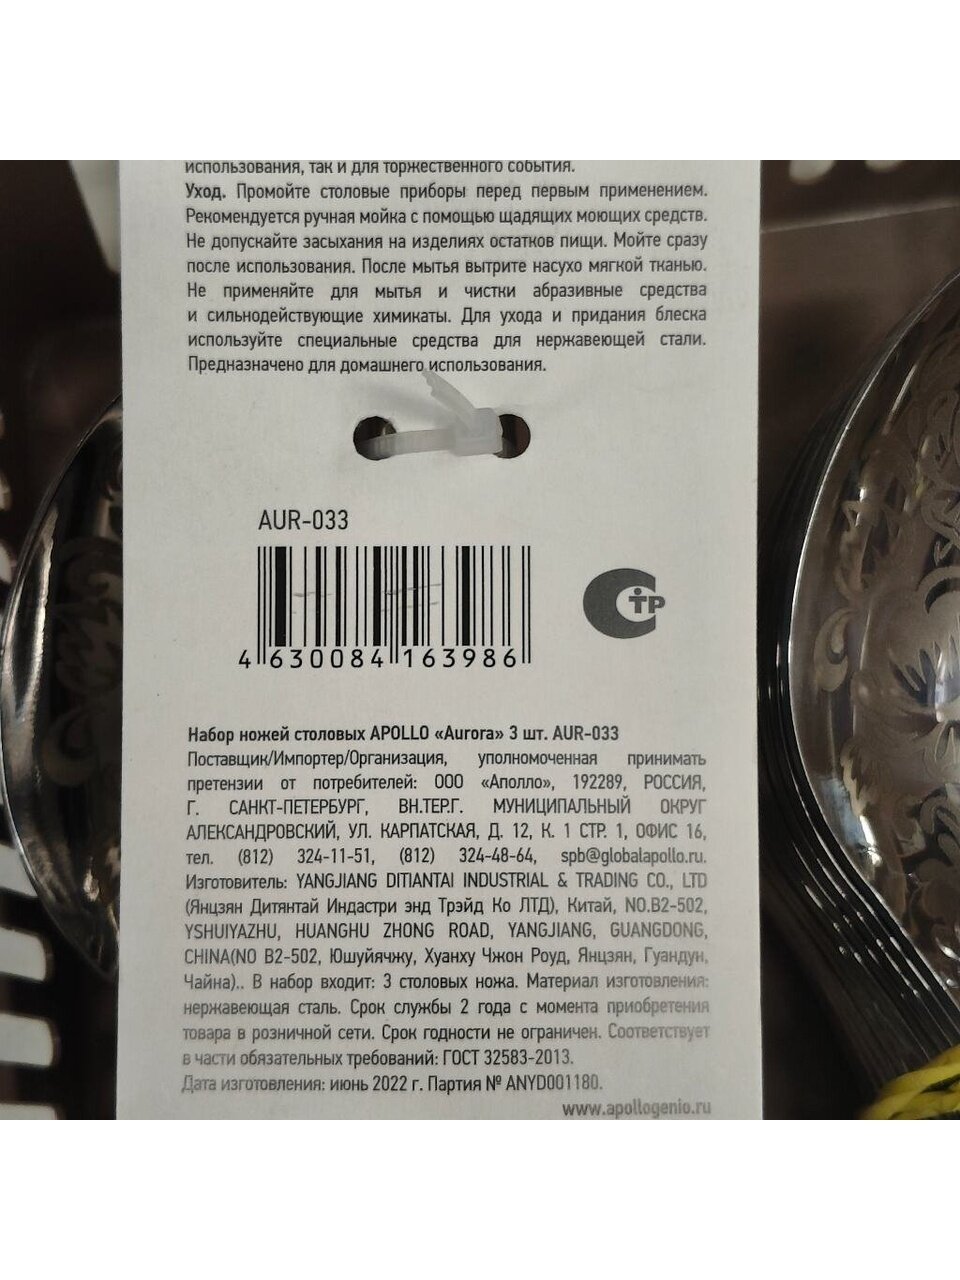 использования, так и для торжественного события.
Уход. Промойте столовые приборы перед первым применением.
Рекомендуется ручная мойка с помощью щадящих моющих средств.
Не допускайте засыхания на изделиях остатков пищи. Мойте сразу
после использования. После мытья вытрите насухо мягкой тканью.
Не применяйте для мытья и чистки абразивные средства
и сильнодействующие химикаты. Для ухода и придания блеска
используйте специальные средства для нержавеющей стали.
Предназначено для домашнего использования.
AUR-033
4 630084 163986
СТР
Набор ножей столовых APOLLO «Aurora» 3 шт. AUR-033
Поставщик/Импортер/Организация, уполномоченная принимать
претензии от потребителей: ООО «Аполло», 192289, РОССИЯ,
Г. САНКТ-ПЕТЕРБУРГ, ВН.ТЕР.Г. МУНИЦИПАЛЬНЫЙ ОКРУГ
АЛЕКСАНДРОВСКИЙ, УЛ. КАРПАТСКАЯ, Д. 12, К. 1 СТР. 1, ОФИС 16,
тел. (812) 324-11-51, (812) 324-48-64, spb@globalapollo.ru.
Изготовитель: YANGJIANG DITIANTAI INDUSTRIAL & TRADING CO., LTD
(Янцзян Дитянтай Индастри энд Трэйд Ко ЛТД), Китай, NO.B2-502,
YSHUIYAZHU, HUANGHU ZHONG ROAD, YANGJIANG, GUANGDONG,
CHINA(NO B2-502, Юшуйячжу, Хуанху Чжон Роуд, Янцзян, Гуандун,
Чайна).. В набор входит: 3 столовых ножа. Материал изготовления:
нержавеющая сталь. Срок службы 2 года с момента приобретения
товара в розничной сети. Срок годности не ограничен. Соответствует
в части обязательных требований: ГОСТ 32583-2013.
Дата изготовления: июнь 2022 г. Партия № ANYD001180.
www.apollogenio.ru